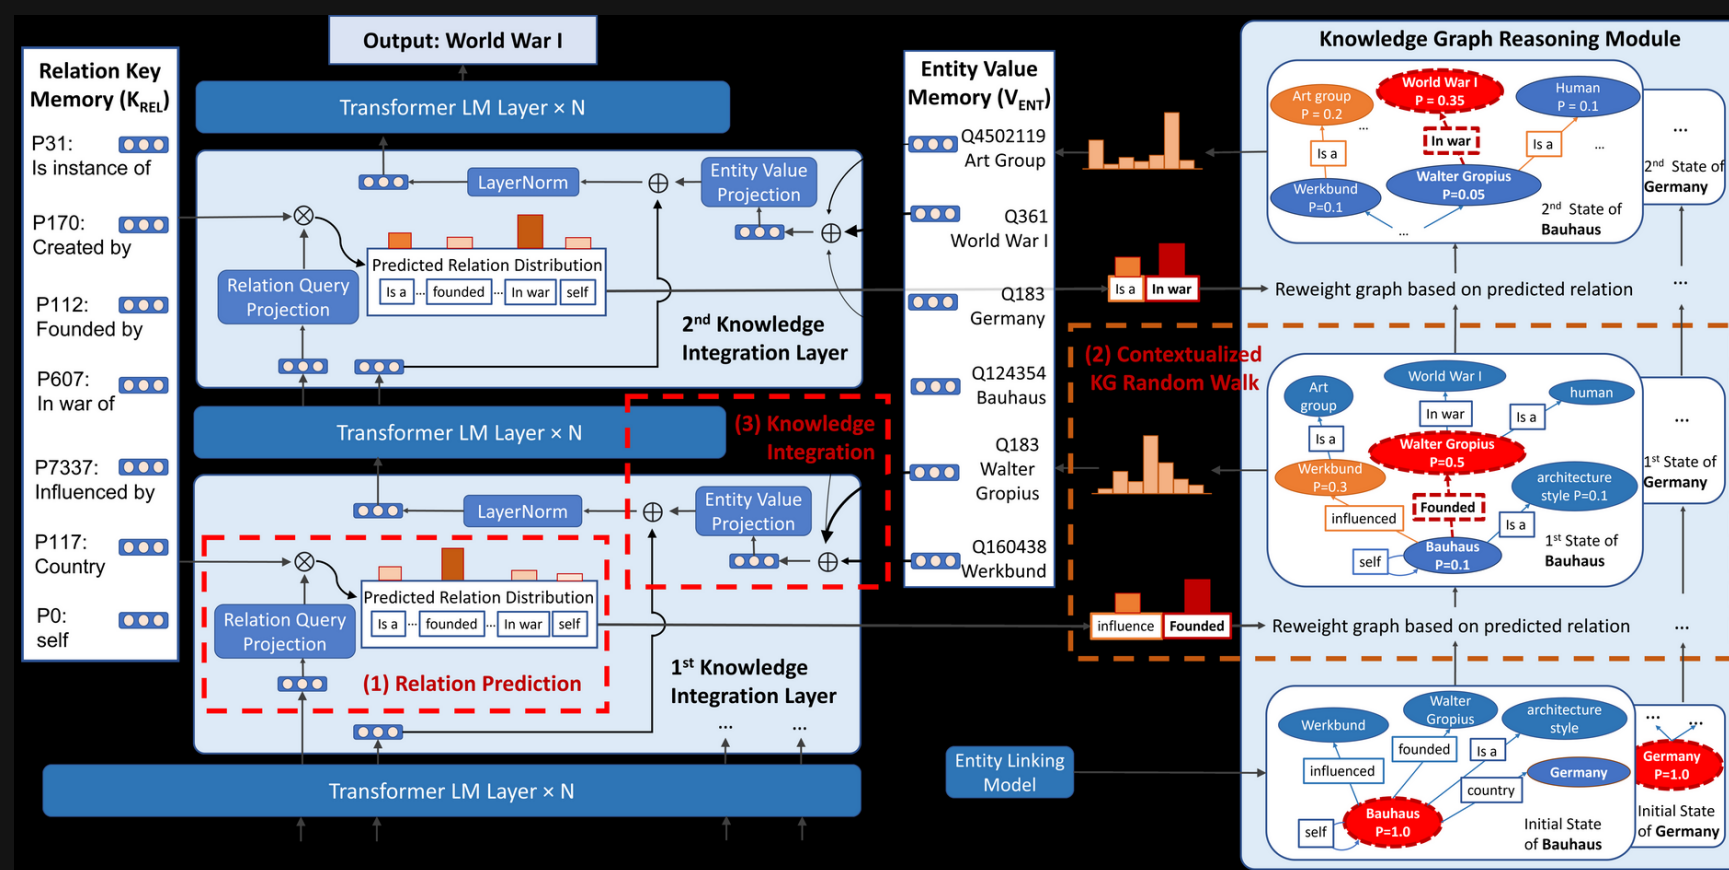 Output: World War I
Relation Key
Memory (KREL)
P31:
Is instance of
P170:
Created by
P112:
Founded by
P607:
In war of
P7337:
Influenced by
P117:
Country
P0:
self
Transformer LM Layer × N
LayerNorm
Entity Value
Projection
Predicted Relation Distribution
Is a ... founded ... In war self
Relation Query
Projection
2nd Knowledge
Integration Layer
Transformer LM Layer × N
(3) Knowledge
Integration
LayerNorm
Entity Value
Projection
Predicted Relation Distribution
Is a ... founded ... In war self
Relation Query
Projection
(1) Relation Prediction
1st Knowledge
Integration Layer
... ...
Transformer LM Layer × N
Entity Value
Memory (VENT)
Q4502119
Art Group
Q361
World War I
Q183
Germany
Q124354
Bauhaus
Q183
Walter
Gropius
Q160438
Werkbund
Entity Linking
Model
Is a In war
(2) Contextualized
KG Random Walk
influence Founded
Knowledge Graph Reasoning Module
Art group
P = 0.2
World War I
P = 0.35
Human
P = 0.1
...
...
Is a
In war
Is a
Werkbund
P=0.1
Walter Gropius
P=0.05
...
2nd State of
Bauhaus
...
2nd State of
Germany
Reweight graph based on predicted relation
...
Art
group
World War I
human
Is a
In war
Is a
Walter Gropius
P=0.5
Werkbund
P=0.3
architecture
style P=0.1
influenced
Founded
Is a
self
Bauhaus
P=0.1
1st State of
Bauhaus
...
1st State of
Germany
Reweight graph based on predicted relation
...
Werkbund
Walter
Gropius
architecture
style
influenced
founded
Is a
country
Germany
self
Bauhaus
P=1.0
Initial State
of Bauhaus
... ...
Germany
P=1.0
Initial State
of Germany